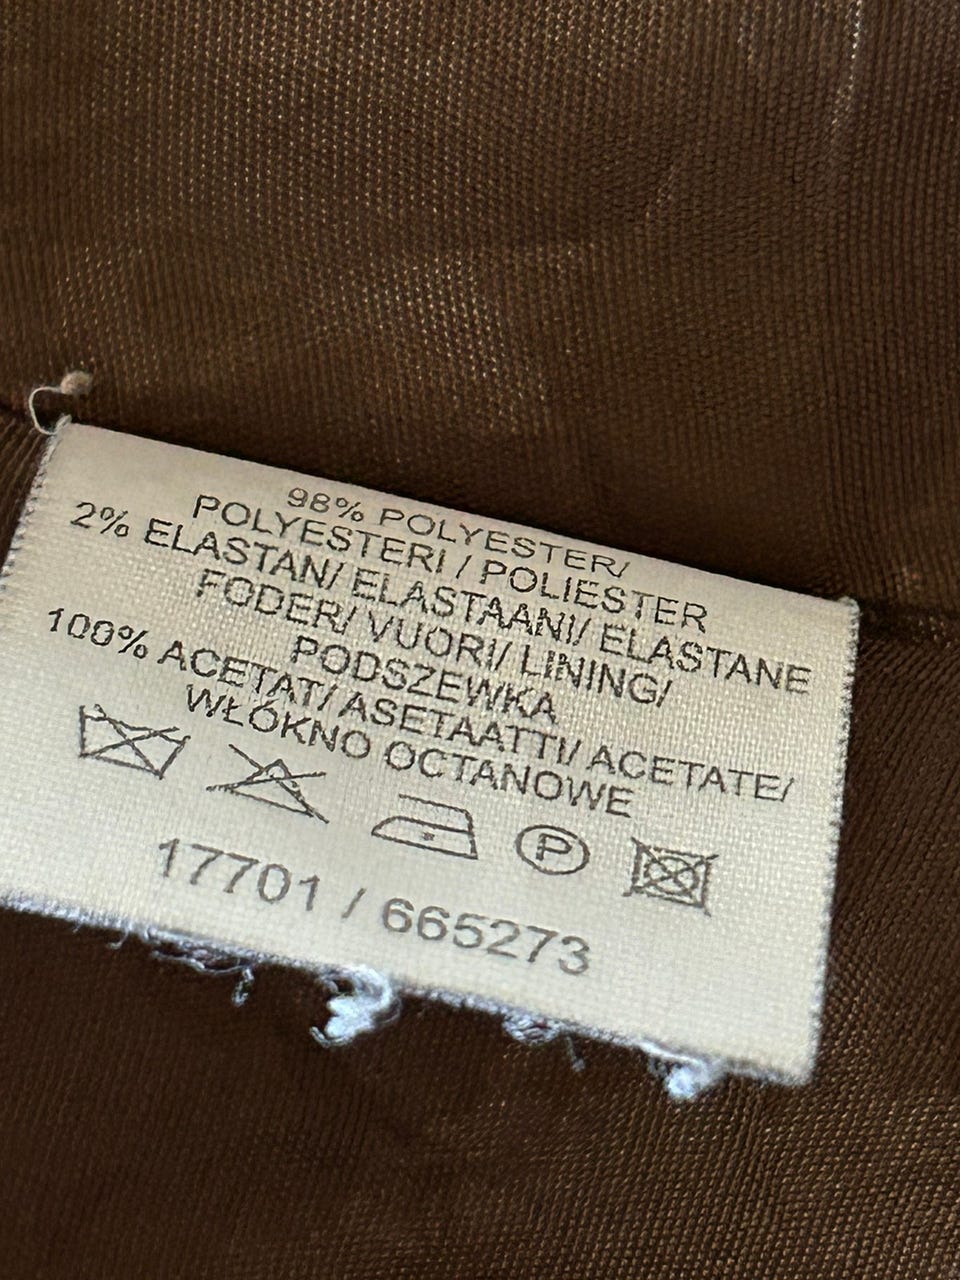 98% POLYESTER/
POLYESTERI / POLIESTER
2% ELASTAN/ ELASTAANI/ ELASTANE
FODER/ VUORI/ LINING/
PODSZEWKA
100% ACETAT/ ASETAATTI/ ACETATE/
WŁÓKNO OCTANOWE
P
17701 / 665273